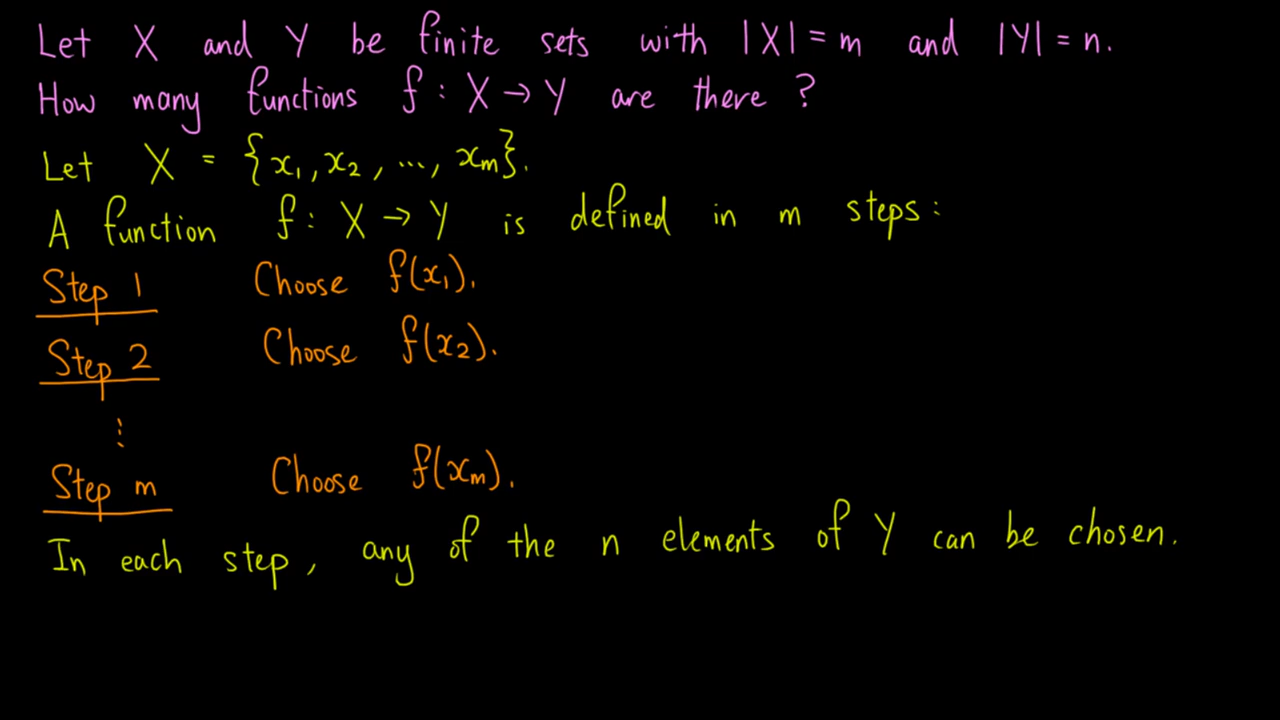 Let X and Y be finite sets with |X| = m and |Y| = n.
How many functions f : X → Y are there ?
Let X = {x₁, x₂, ..., xₘ}.
A function f : X → Y is defined in m steps :
Step 1 Choose f(x₁).
Step 2 Choose f(x₂).
⋮
Step m Choose f(xₘ).
In each step, any of the n elements of Y can be chosen.